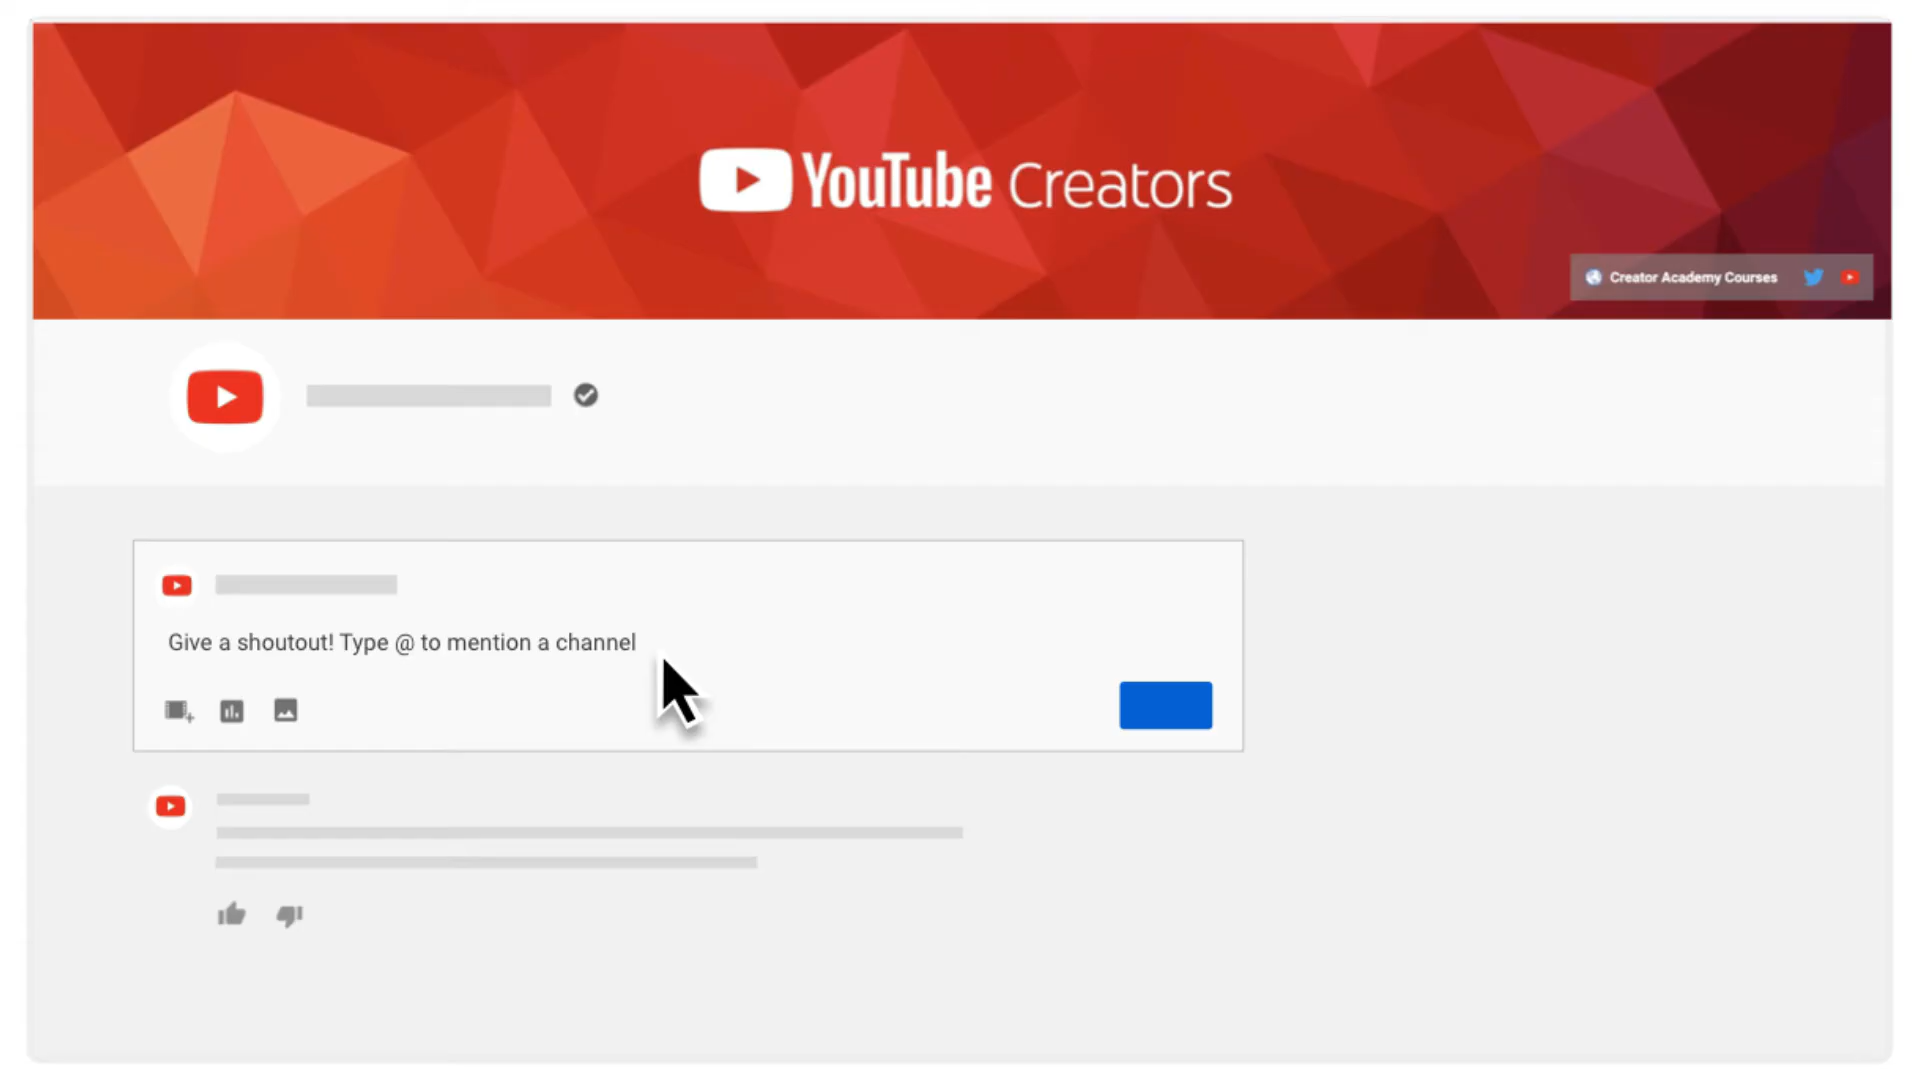 YouTube Creators
Creator Academy Courses
Give a shoutout! Type @ to mention a channel